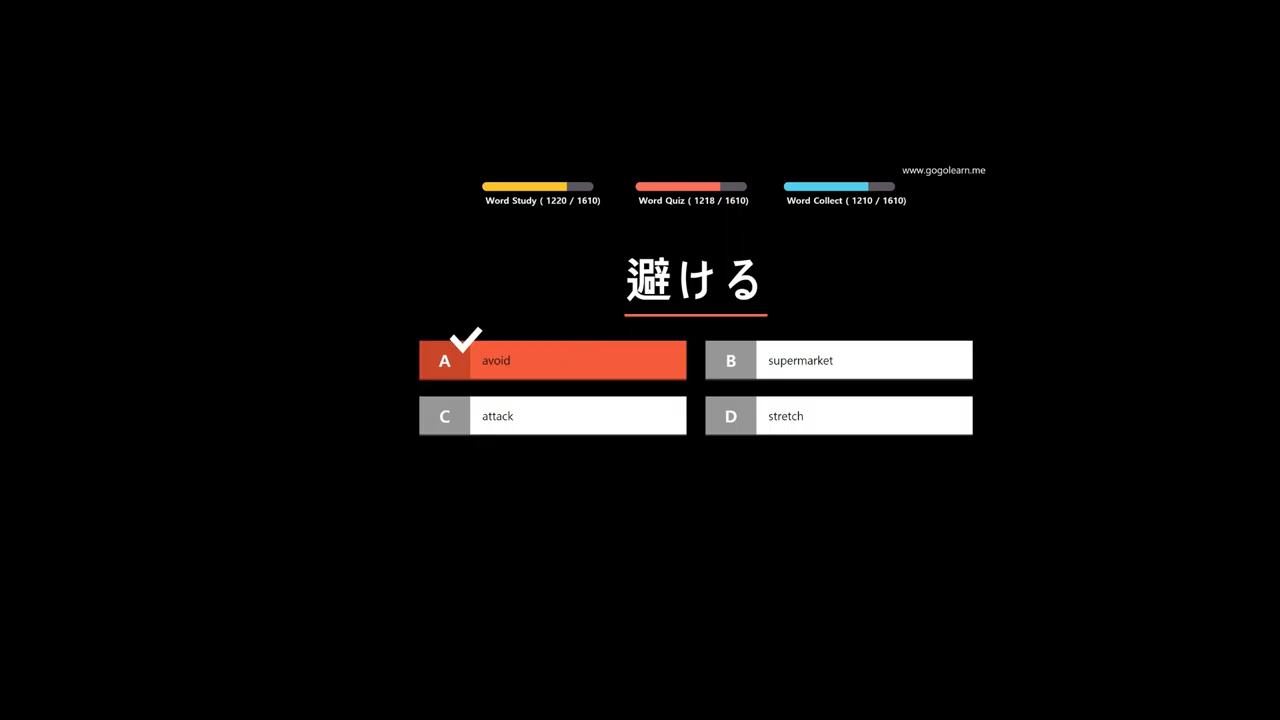 www.gogolearn.me
Word Study ( 1220 / 1610)
Word Quiz ( 1218 / 1610)
Word Collect ( 1210 / 1610)
避ける
A avoid
B supermarket
C attack
D stretch